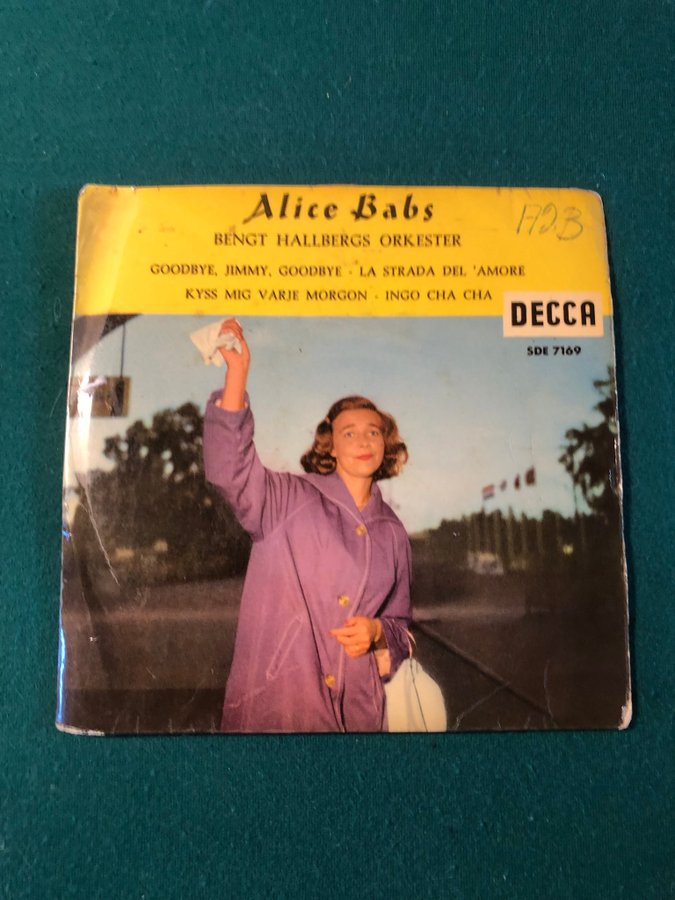 Alice Babs
172B
BENGT HALLBERGS ORKESTER
GOODBYE, JIMMY, GOODBYE · LA STRADA DEL 'AMORE
KYSS MIG VARJE MORGON · INGO CHA CHA
DECCA
SDE 7169